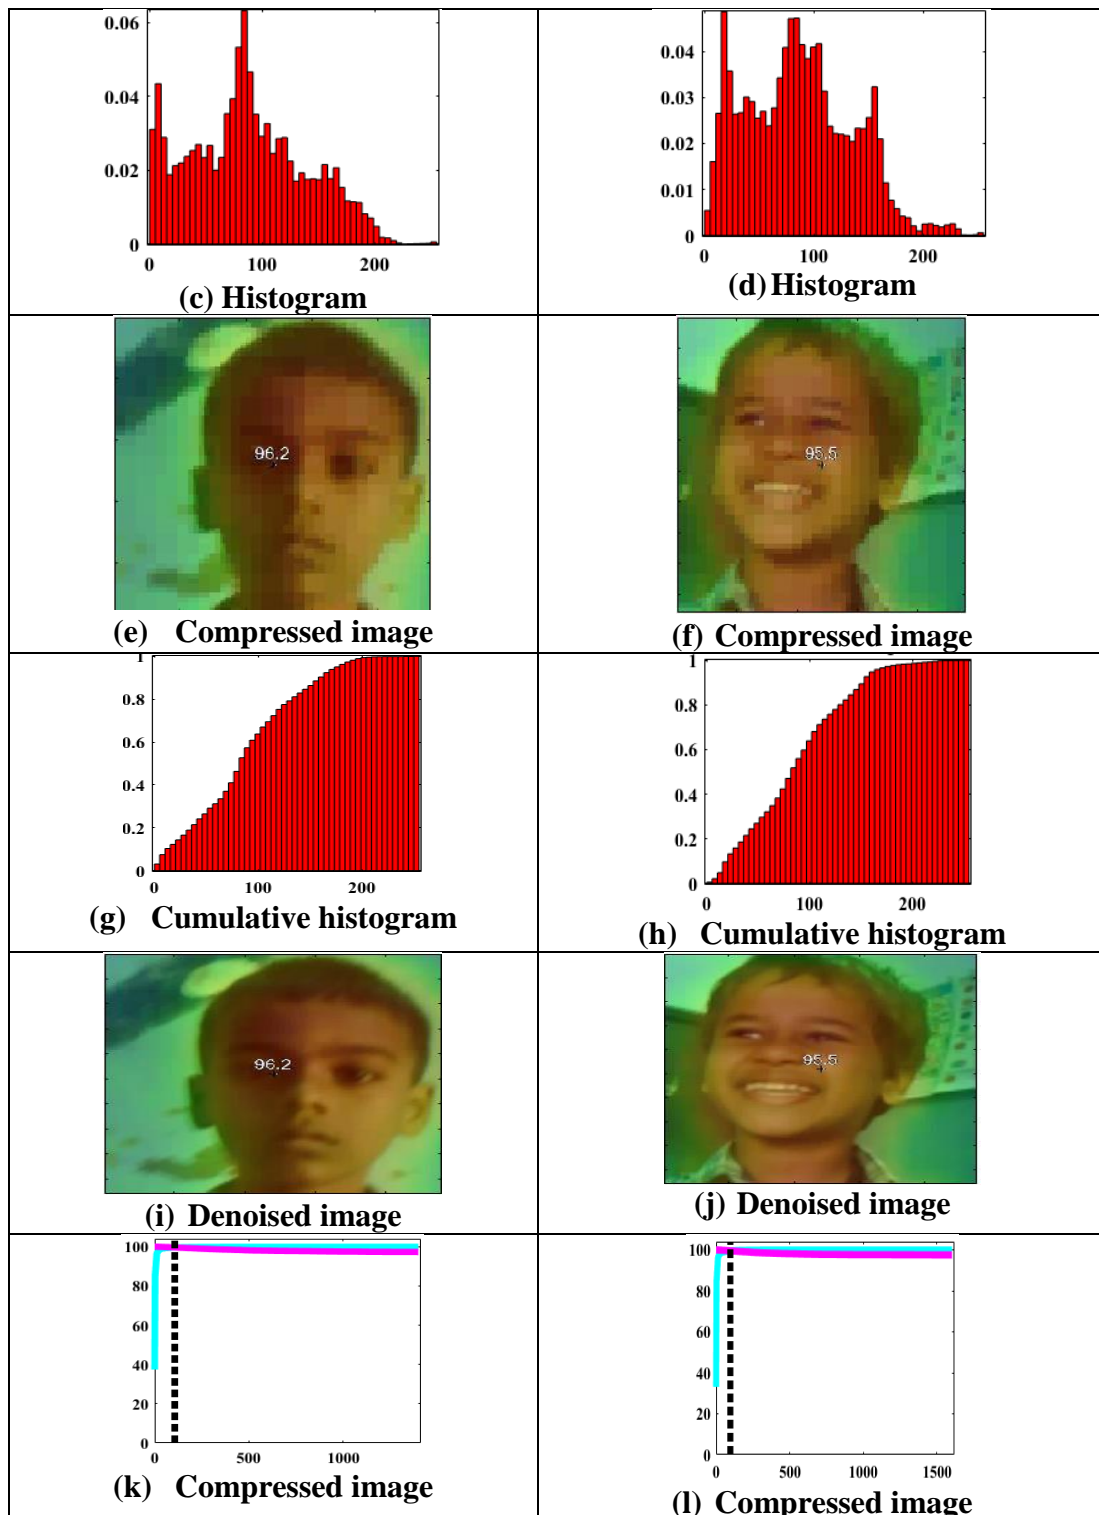 0.06
0.04
0.02
0
0 100 200
(c) Histogram
0.04
0.03
0.02
0.01
0
0 100 200
(d) Histogram
96.2
(e) Compressed image
95.5
(f) Compressed image
1
0.8
0.6
0.4
0.2
0
0 100 200
(g) Cumulative histogram
1
0.8
0.6
0.4
0.2
0
0 200
(h) Cumulative histogram
96.2
(i) Denoised image
95.5
(j) Denoised image
100
80
60
40
20
0
0 500 1000
(k) Compressed image
100
80
60
40
20
0
0 500 1000 1500
(l) Compressed image